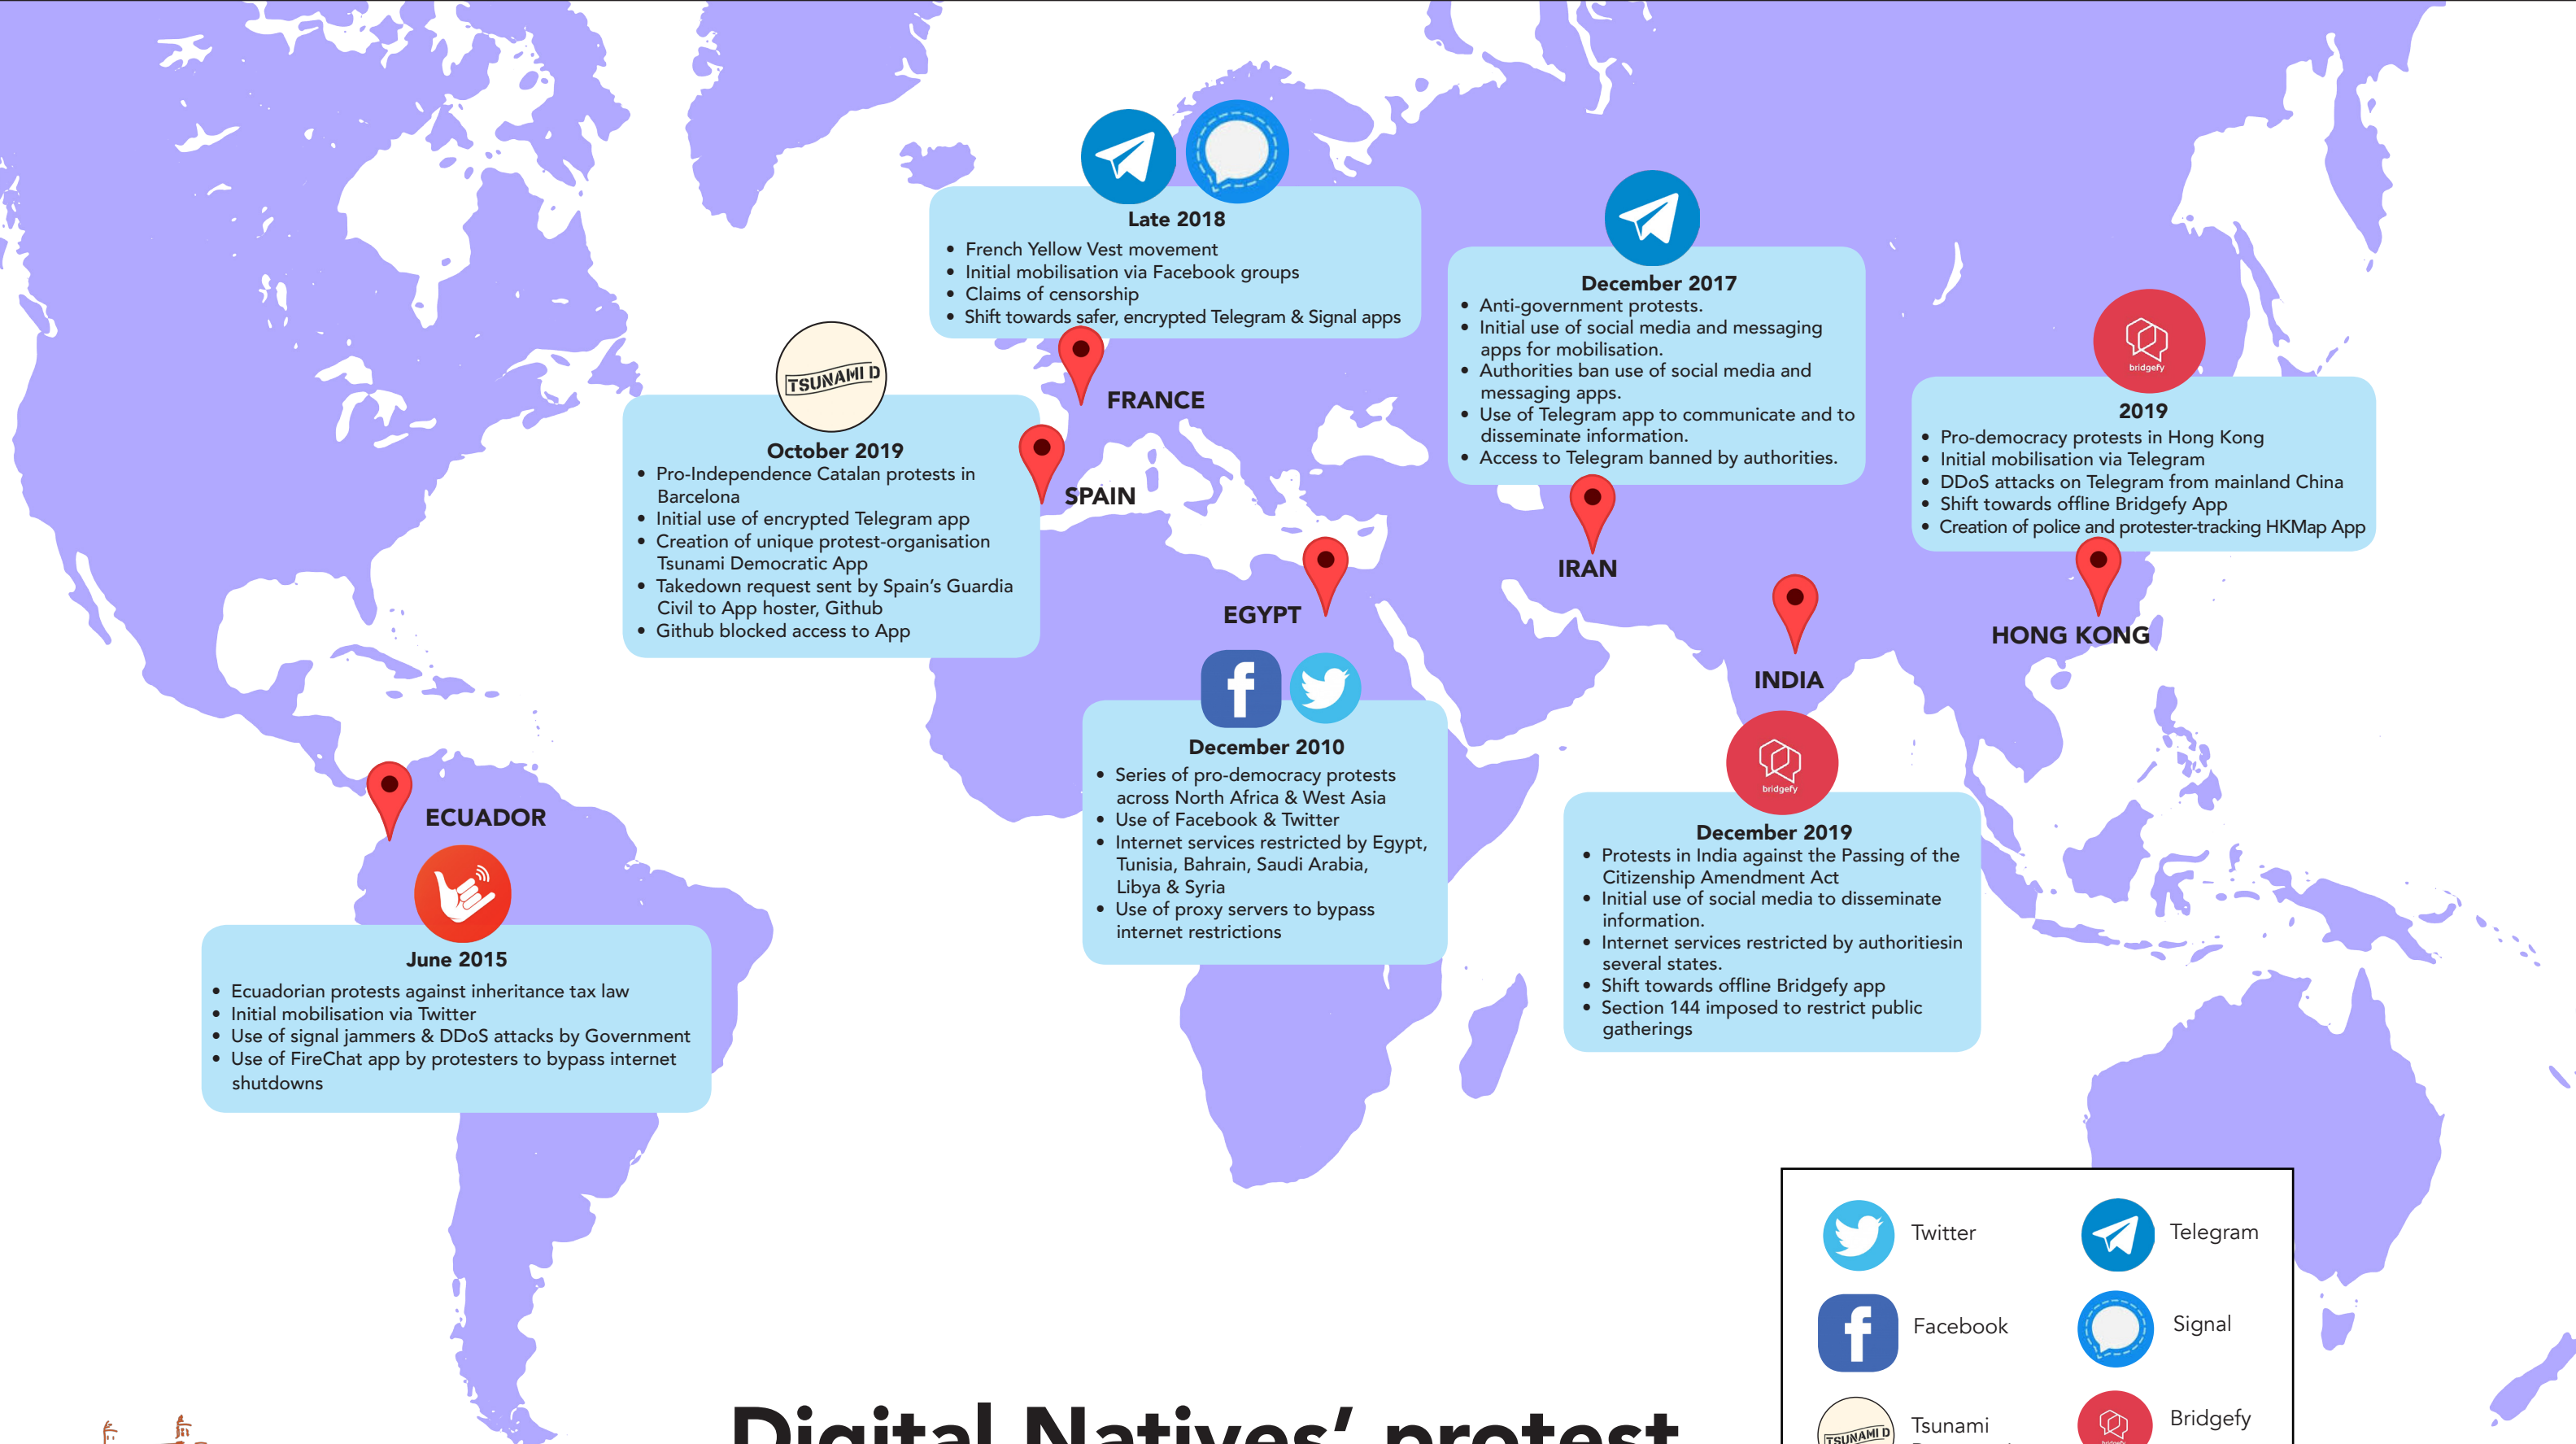 Late 2018
• French Yellow Vest movement
• Initial mobilisation via Facebook groups
• Claims of censorship
• Shift towards safer, encrypted Telegram & Signal apps
FRANCE
December 2017
• Anti-government protests.
• Initial use of social media and messaging
apps for mobilisation.
• Authorities ban use of social media and
messaging apps.
• Use of Telegram app to communicate and to
disseminate information.
• Access to Telegram banned by authorities.
IRAN
bridgefy
2019
• Pro-democracy protests in Hong Kong
• Initial mobilisation via Telegram
• DDoS attacks on Telegram from mainland China
• Shift towards offline Bridgefy App
• Creation of police and protester-tracking HKMap App
HONG KONG
TSUNAMI D
October 2019
• Pro-Independence Catalan protests in
Barcelona
• Initial use of encrypted Telegram app
• Creation of unique protest-organisation
Tsunami Democratic App
• Takedown request sent by Spain's Guardia
Civil to App hoster, Github
• Github blocked access to App
SPAIN
EGYPT
December 2010
• Series of pro-democracy protests
across North Africa & West Asia
• Use of Facebook & Twitter
• Internet services restricted by Egypt,
Tunisia, Bahrain, Saudi Arabia,
Libya & Syria
• Use of proxy servers to bypass
internet restrictions
INDIA
bridgefy
December 2019
• Protests in India against the Passing of the
Citizenship Amendment Act
• Initial use of social media to disseminate
information.
• Internet services restricted by authoritiesin
several states.
• Shift towards offline Bridgefy app
• Section 144 imposed to restrict public
gatherings
ECUADOR
June 2015
• Ecuadorian protests against inheritance tax law
• Initial mobilisation via Twitter
• Use of signal jammers & DDoS attacks by Government
• Use of FireChat app by protesters to bypass internet
shutdowns
Twitter
Telegram
Facebook
Signal
TSUNAMI D
Tsunami
bridgefy
Bridgefy
Digital Natives' protest